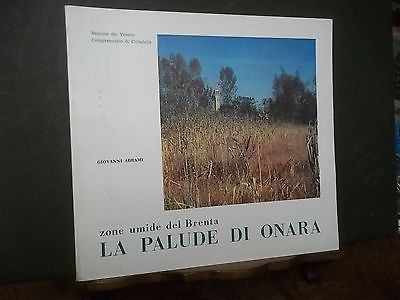 Regione del Veneto
Comprensorio di Cittadella
GIOVANNI ABRAMI
zone umide del Brenta
LA PALUDE DI ONARA